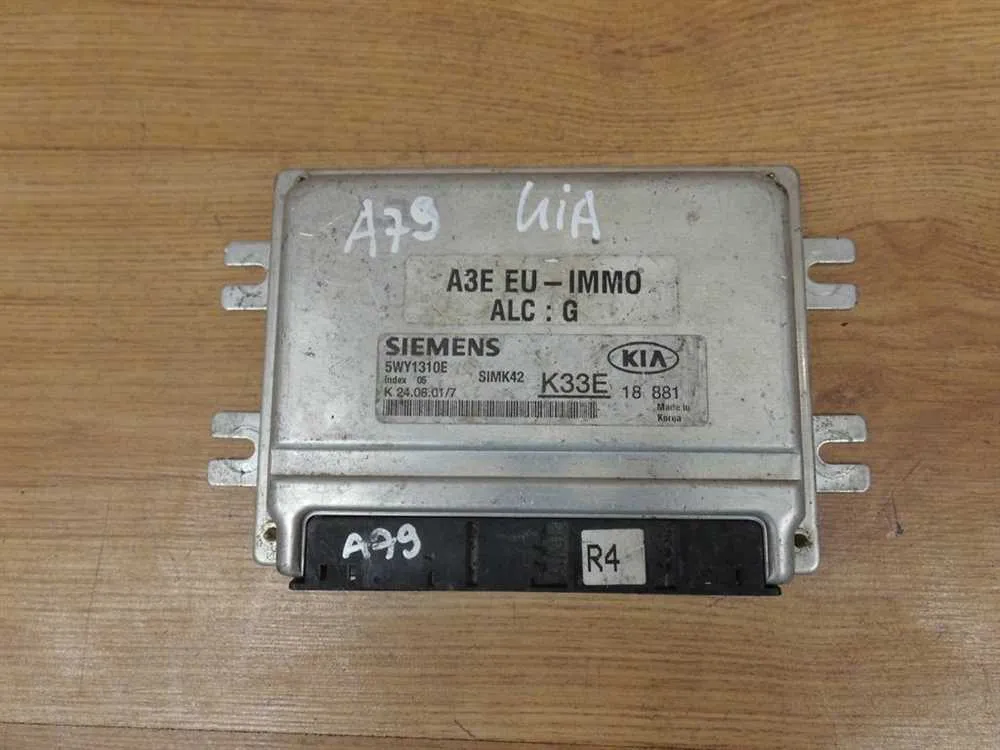 A79 KiA
A3E EU – IMMO
ALC : G
SIEMENS
5WY1310E
Index 05 SIMK42
K 24.08.01/7
K33E
KIA
18 881
Made in
Korea
A79
R4